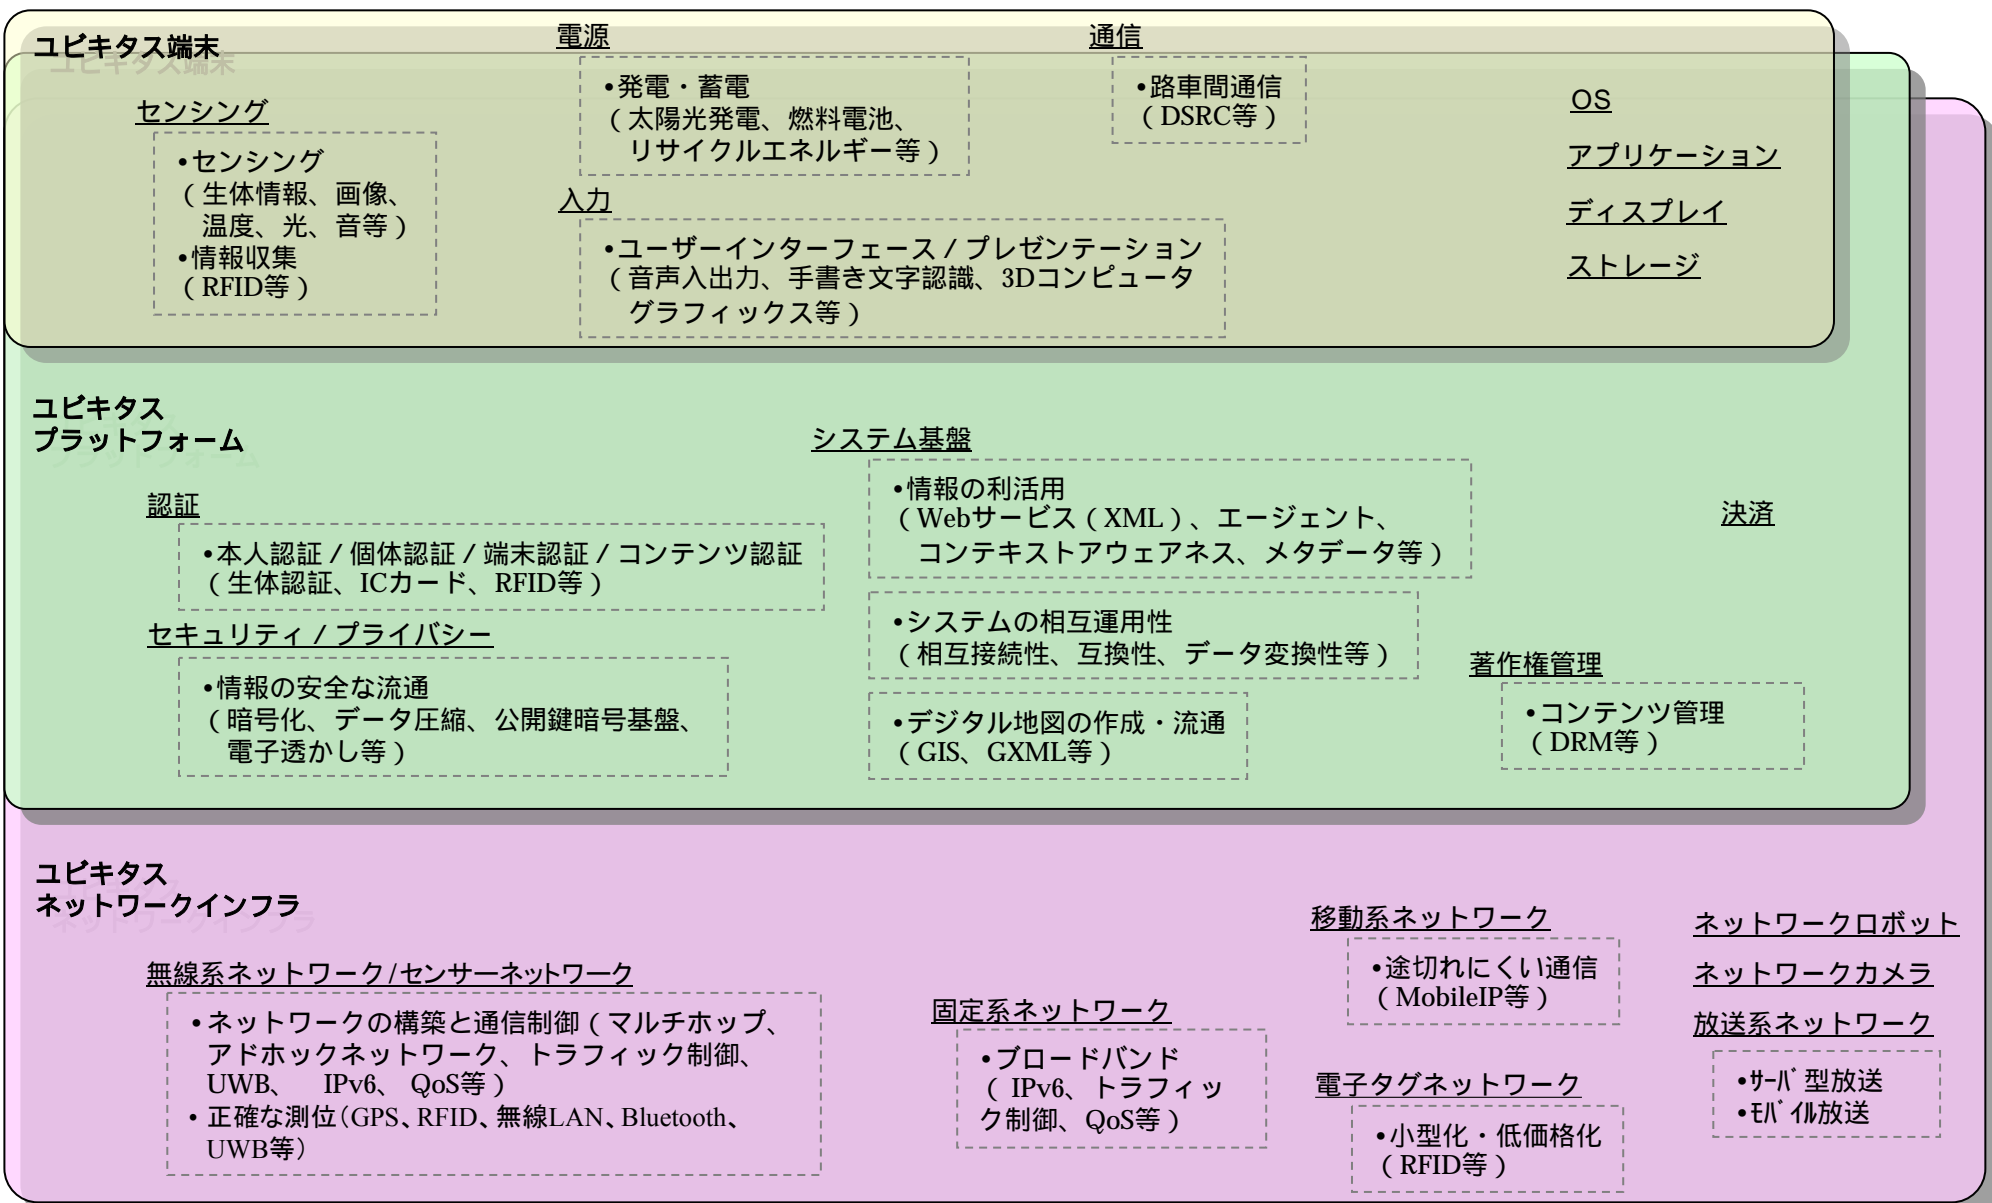 ユビキタス端末
センシング
•センシング
（生体情報、画像、
温度、光、音等）
•情報収集
（RFID等）
電源
•発電・蓄電
（太陽光発電、燃料電池、
リサイクルエネルギー等）
通信
•路車間通信
（DSRC等）
入力
•ユーザーインターフェース／プレゼンテーション
（音声入出力、手書き文字認識、3Dコンピュータ
グラフィックス等）
OS
アプリケーション
ディスプレイ
ストレージ
ユビキタス
プラットフォーム
認証
•本人認証／個体認証／端末認証／コンテンツ認証
（生体認証、ICカード、RFID等）
セキュリティ／プライバシー
•情報の安全な流通
（暗号化、データ圧縮、公開鍵暗号基盤、
電子透かし等）
システム基盤
•情報の利活用
（Webサービス（XML）、エージェント、
コンテキストアウェアネス、メタデータ等）
•システムの相互運用性
（相互接続性、互換性、データ変換性等）
•デジタル地図の作成・流通
（GIS、GXML等）
決済
著作権管理
•コンテンツ管理
（DRM等）
ユビキタス
ネットワークインフラ
無線系ネットワーク/センサーネットワーク
•ネットワークの構築と通信制御（マルチホップ、
アドホックネットワーク、トラフィック制御、
UWB、 IPv6、QoS等）
•正確な測位（GPS、RFID、無線LAN、Bluetooth、
UWB等）
固定系ネットワーク
•ブロードバンド
（IPv6、トラフィッ
ク制御、QoS等）
移動系ネットワーク
•途切れにくい通信
（MobileIP等）
電子タグネットワーク
•小型化・低価格化
（RFID等）
ネットワークロボット
ネットワークカメラ
放送系ネットワーク
•ｻｰﾊﾞ型放送
•ﾓﾊﾞｲﾙ放送